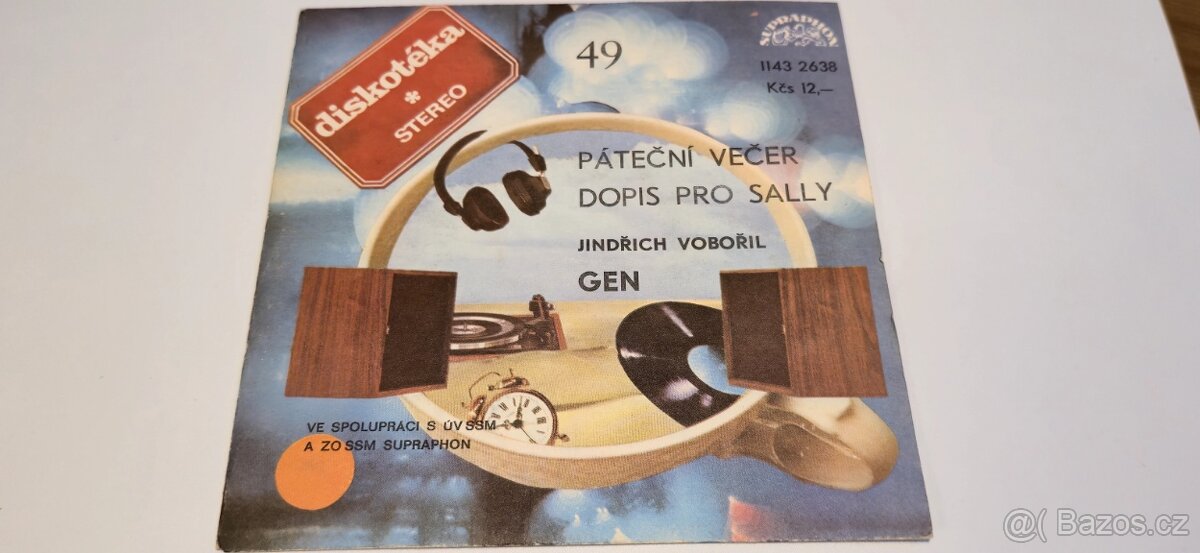 diskotéka
*
STEREO
49
SUPRAPHON
1143 2638
Kčs 12,—
PÁTEČNÍ VEČER
DOPIS PRO SALLY
JINDŘICH VOBOŘIL
GEN
VE SPOLUPRÁCI S ÚV SSM
A ZO SSM SUPRAPHON
@( Bazos.cz